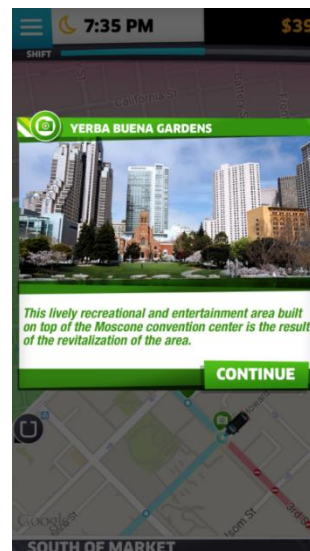 7:35 PM
$39
SHIFT
California St
YERBA BUENA GARDENS
This lively recreational and entertainment area built
on top of the Moscone convention center is the result
of the revitalization of the area.
CONTINUE
Howard
3rd S
Google
lsom St
SOUTH OF MARKET